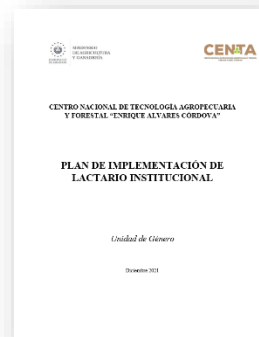 MINISTERIO
DE AGRICULTURA
Y GANADERÍA
CENTA
CENTRO NACIONAL DE TECNOLOGÍA AGROPECUARIA
Y FORESTAL "ENRIQUE ALVARES CÓRDOVA"
PLAN DE IMPLEMENTACIÓN DE
LACTARIO INSTITUCIONAL
Unidad de Género
Diciembre 2021